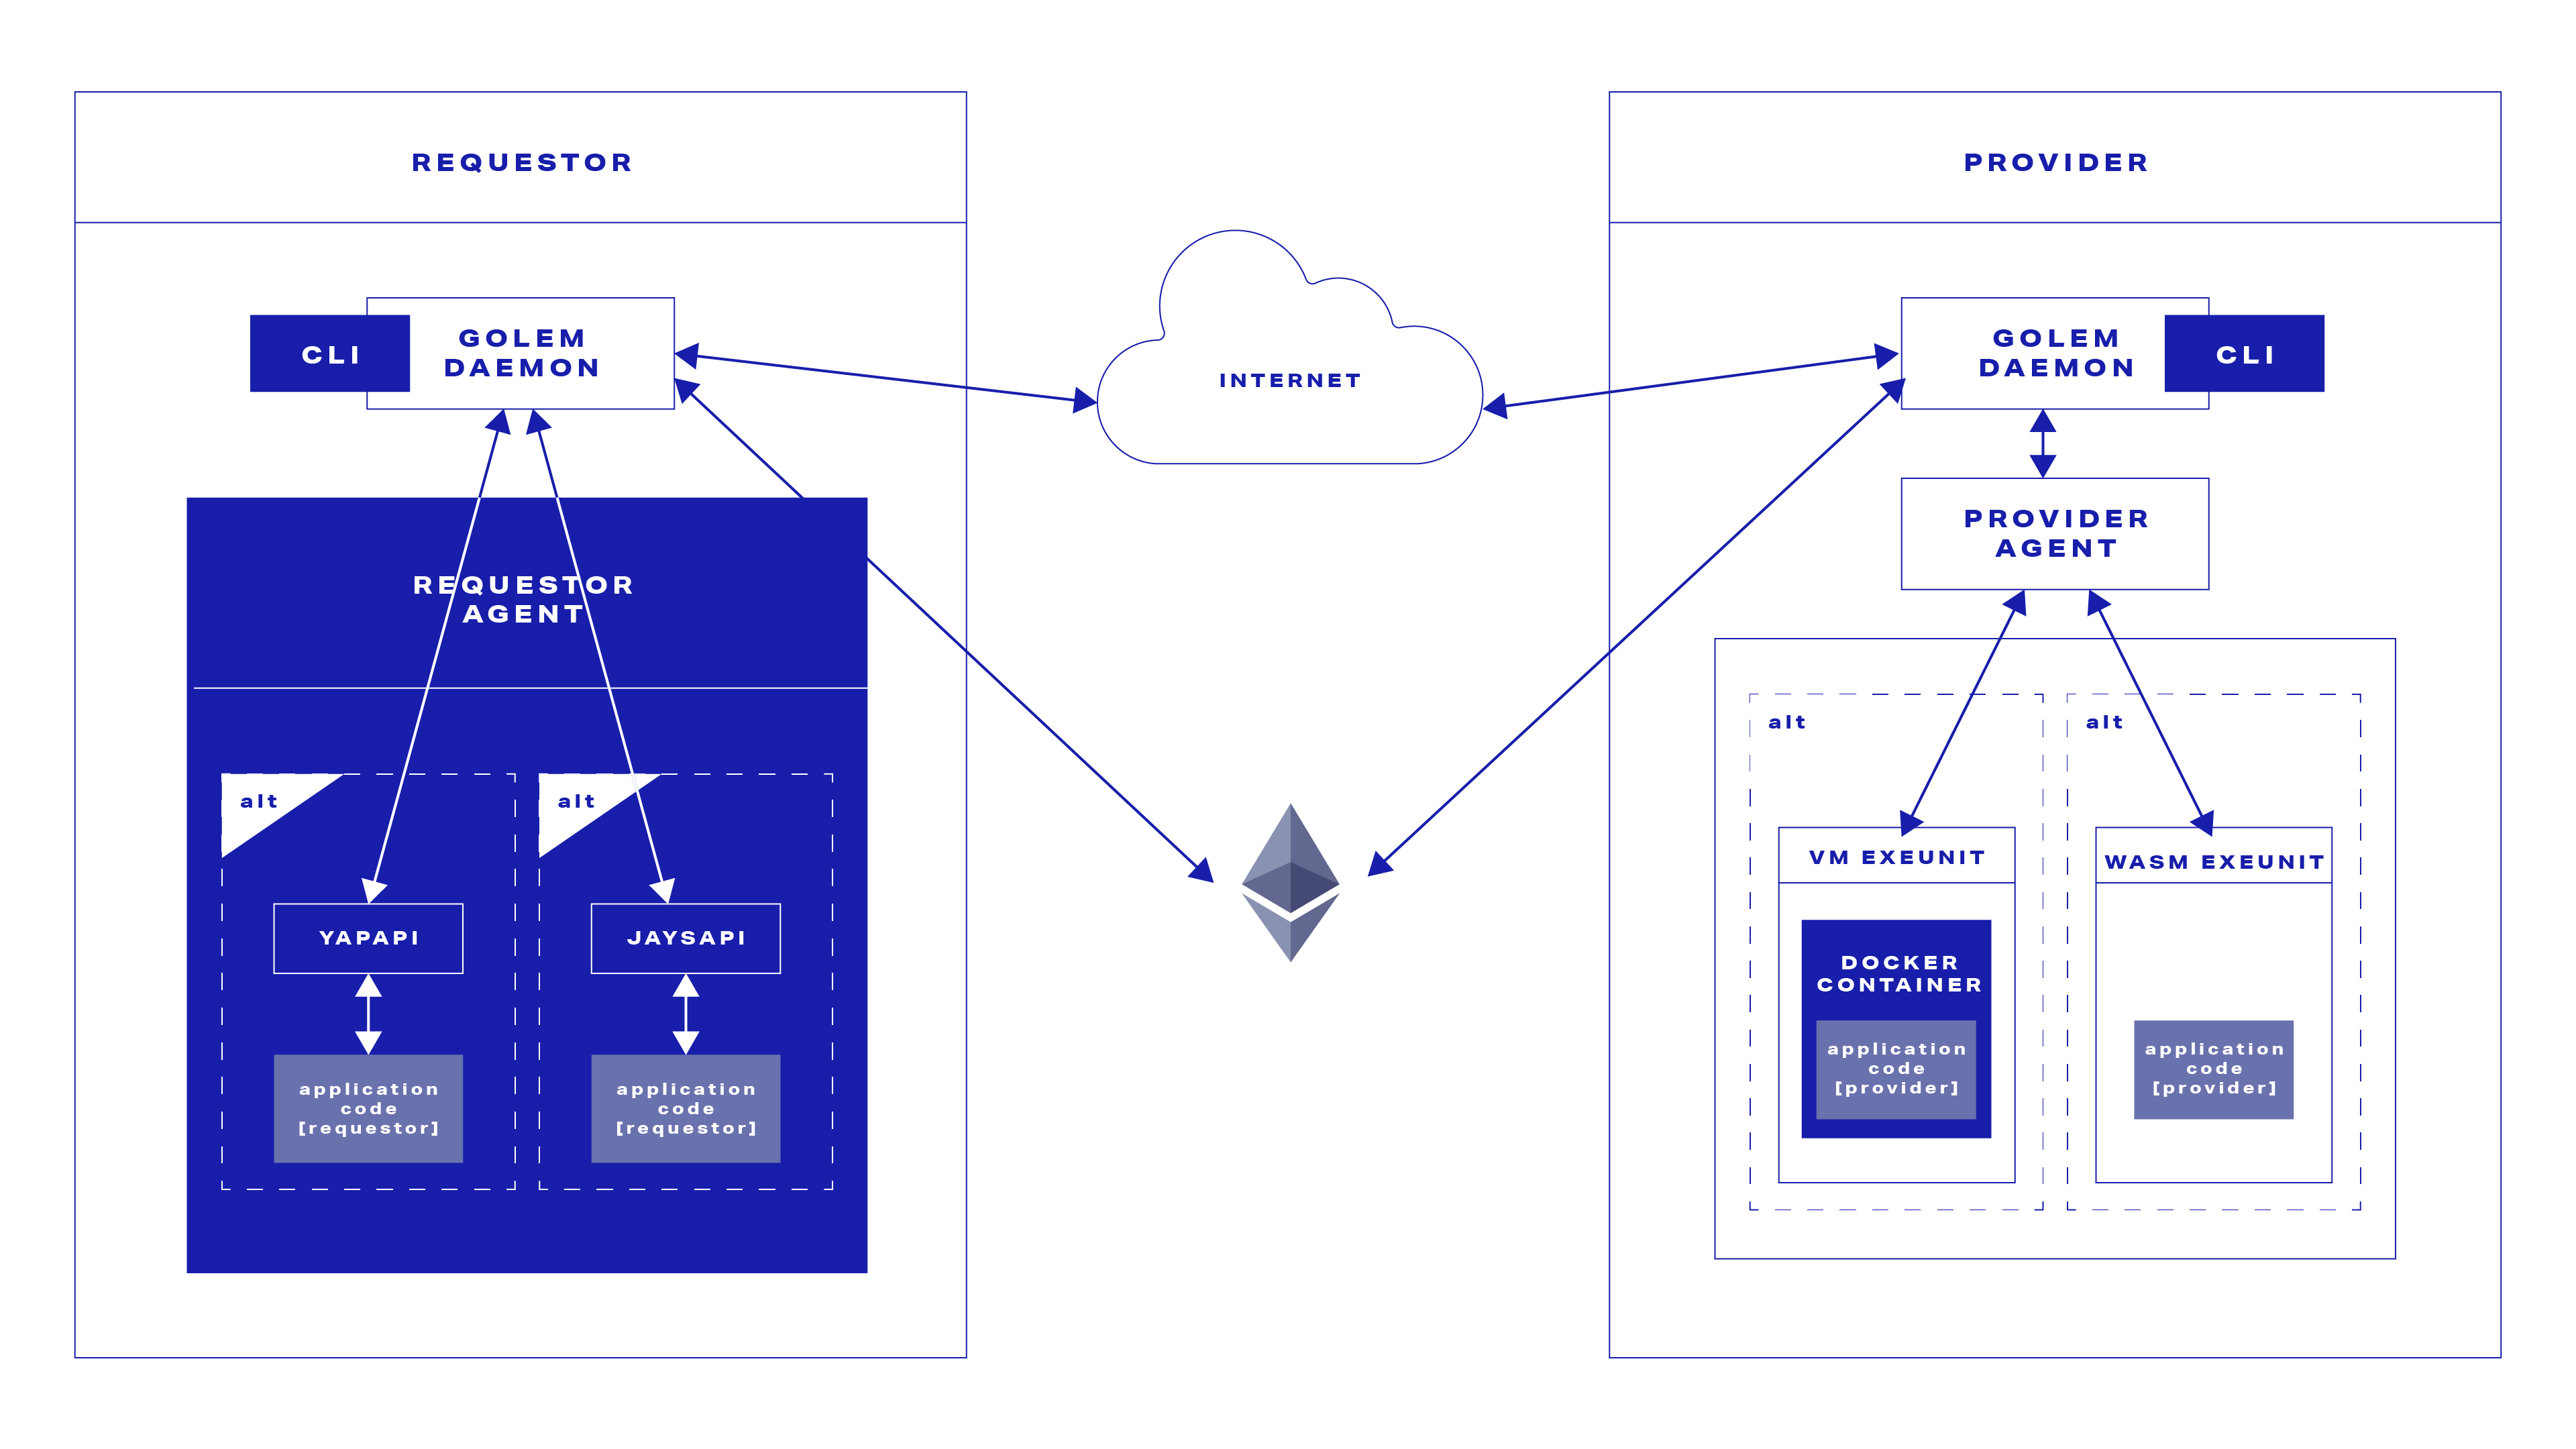 REQUESTOR
CLI
GOLEM
DAEMON
REQUESTOR
AGENT
alt
YAPAPI
application
code
[requestor]
alt
JAYSAPI
application
code
[requestor]
INTERNET
PROVIDER
GOLEM
DAEMON
CLI
PROVIDER
AGENT
alt
VM EXEUNIT
DOCKER
CONTAINER
application
code
[provider]
alt
WASM EXEUNIT
application
code
[provider]